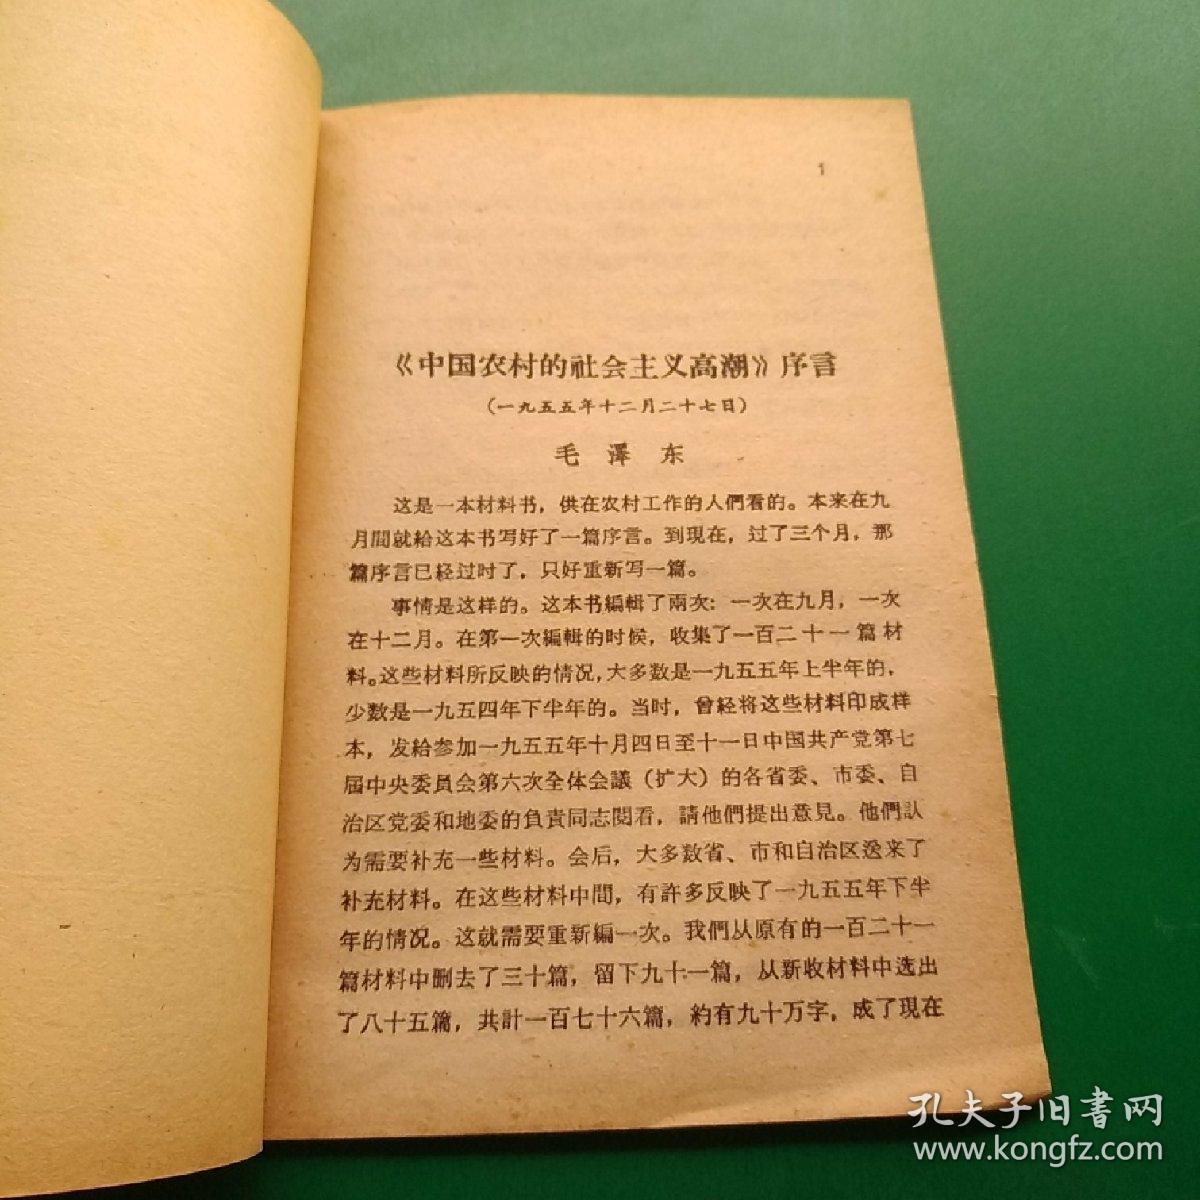 1
《中国农村的社会主义高潮》序言
(一九五五年十二月二十七日)
毛澤东
这是一本材料书，供在农村工作的人們看的。本来在九
月間就給这本书写好了一篇序言。到現在，过了三个月，那
篇序言已經过时了，只好重新写一篇。
事情是这样的。这本书編輯了兩次：一次在九月，一次
在十二月。在第一次編輯的时候，收集了一百二十一篇材
料。这些材料所反映的情况，大多数是一九五五年上半年的，
少数是一九五四年下半年的。当时，曾經将这些材料印成样
本，发給参加一九五五年十月四日至十一日中国共产党第七
届中央委員会第六次全体会議（扩大）的各省委、市委、自
治区党委和地委的負責同志閱看，請他們提出意見。他們认
为需要补充一些材料。会后，大多数省、市和自治区送来了
补充材料。在这些材料中間，有許多反映了一九五五年下半
年的情况。这就需要重新編一次。我們从原有的一百二十一
篇材料中删去了三十篇，留下九十一篇，从新收材料中选出
了八十五篇，共計一百七十六篇，約有九十万字，成了現在
孔夫子旧書网
www.kongfz.com